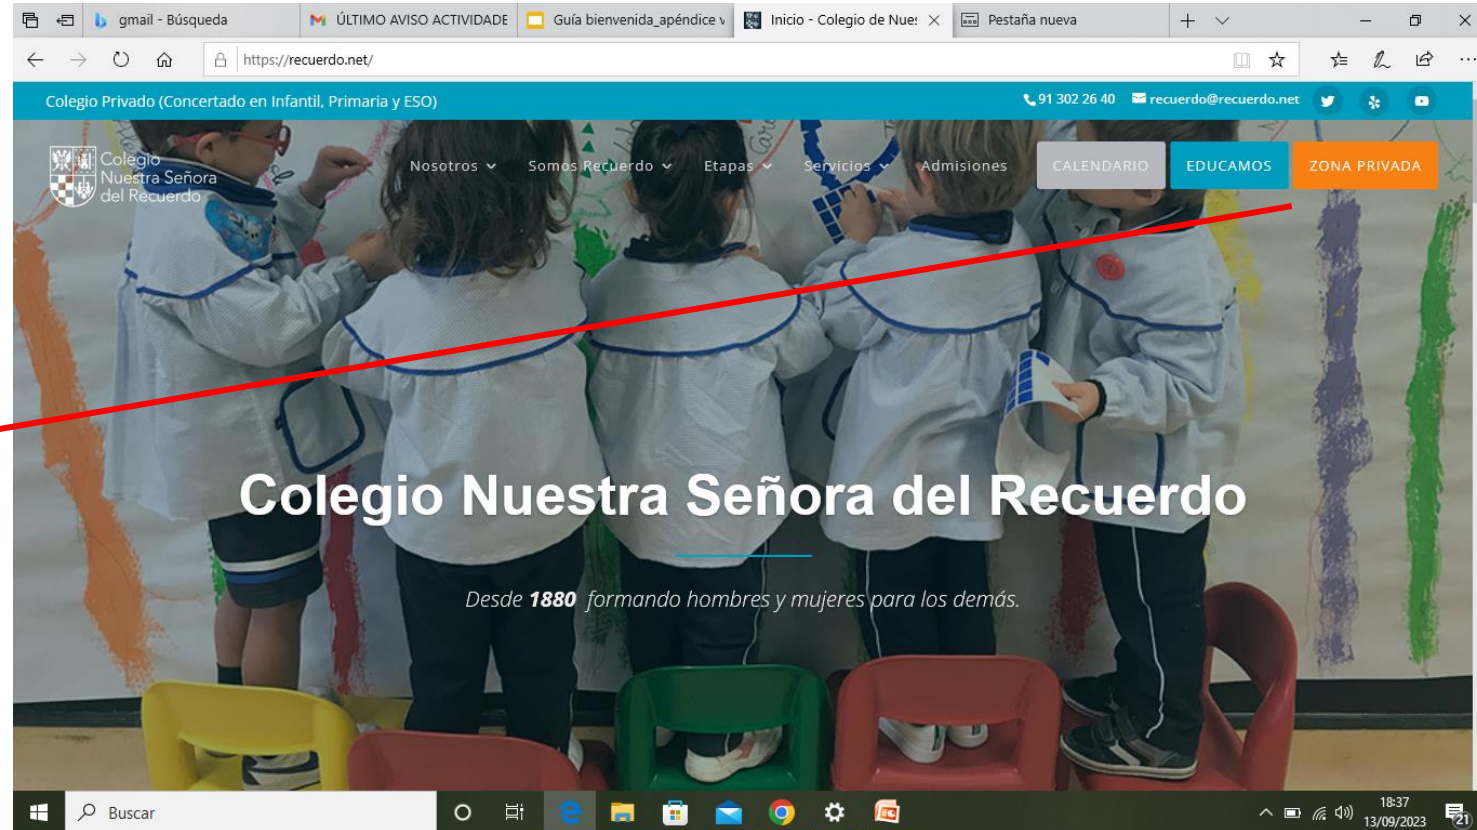 gmail - Búsqueda
ÚLTIMO AVISO ACTIVIDADE
Guía bienvenida_apéndice v
Inicio - Colegio de Nues
Pestaña nueva
https://recuerdo.net/
Colegio Privado (Concertado en Infantil, Primaria y ESO)
91 302 26 40
recuerdo@recuerdo.net
Colegio
Nuestra Señora
del Recuerdo
Nosotros
Somos Recuerdo
Etapas
Servicios
Admisiones
CALENDARIO
EDUCAMOS
ZONA PRIVADA
Colegio Nuestra Señora del Recuerdo
Desde 1880 formando hombres y mujeres para los demás.
Buscar
18:37
13/09/2023
21